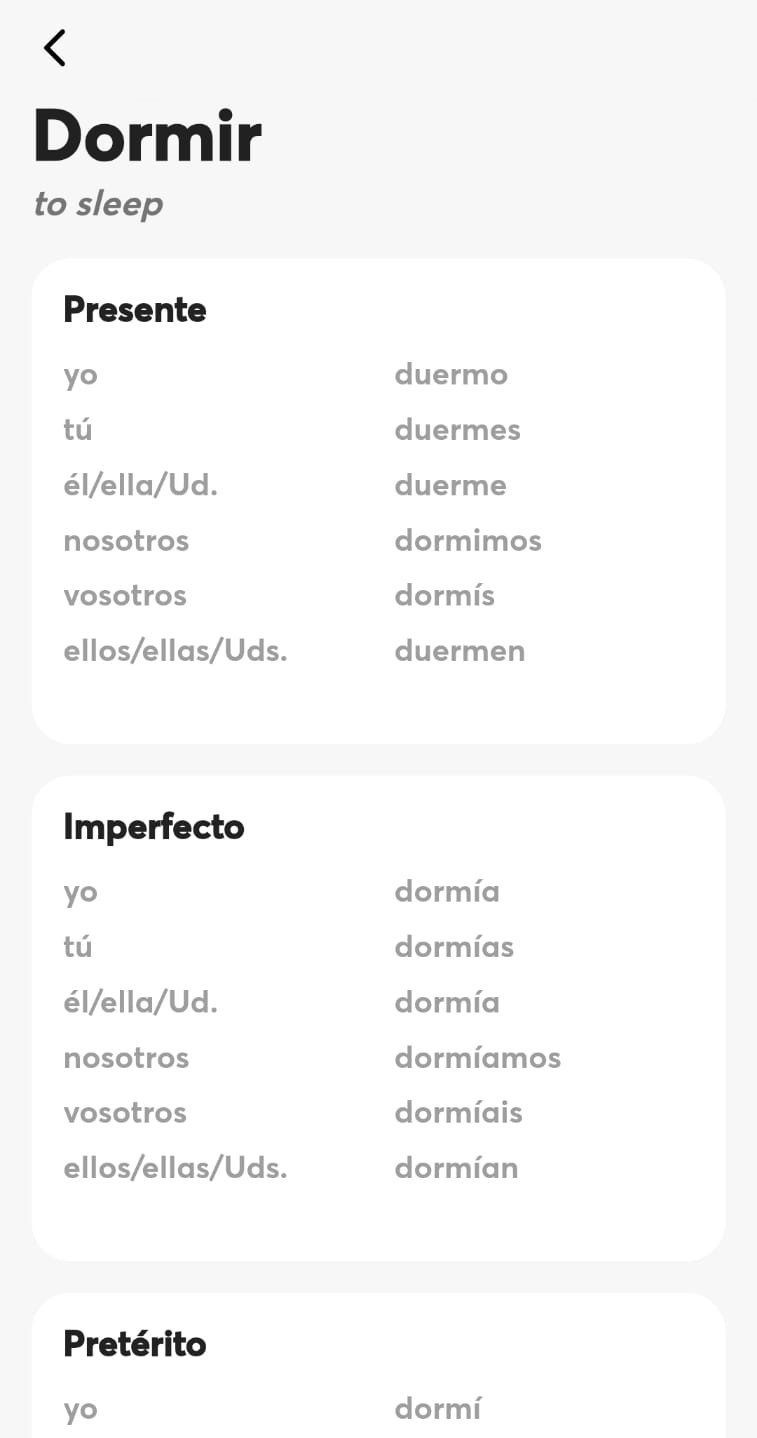 Dormir
to sleep
Presente
yo duermo
tú duermes
él/ella/Ud. duerme
nosotros dormimos
vosotros dormís
ellos/ellas/Uds. duermen
Imperfecto
yo dormía
tú dormías
él/ella/Ud. dormía
nosotros dormíamos
vosotros dormíais
ellos/ellas/Uds. dormían
Pretérito
yo dormí